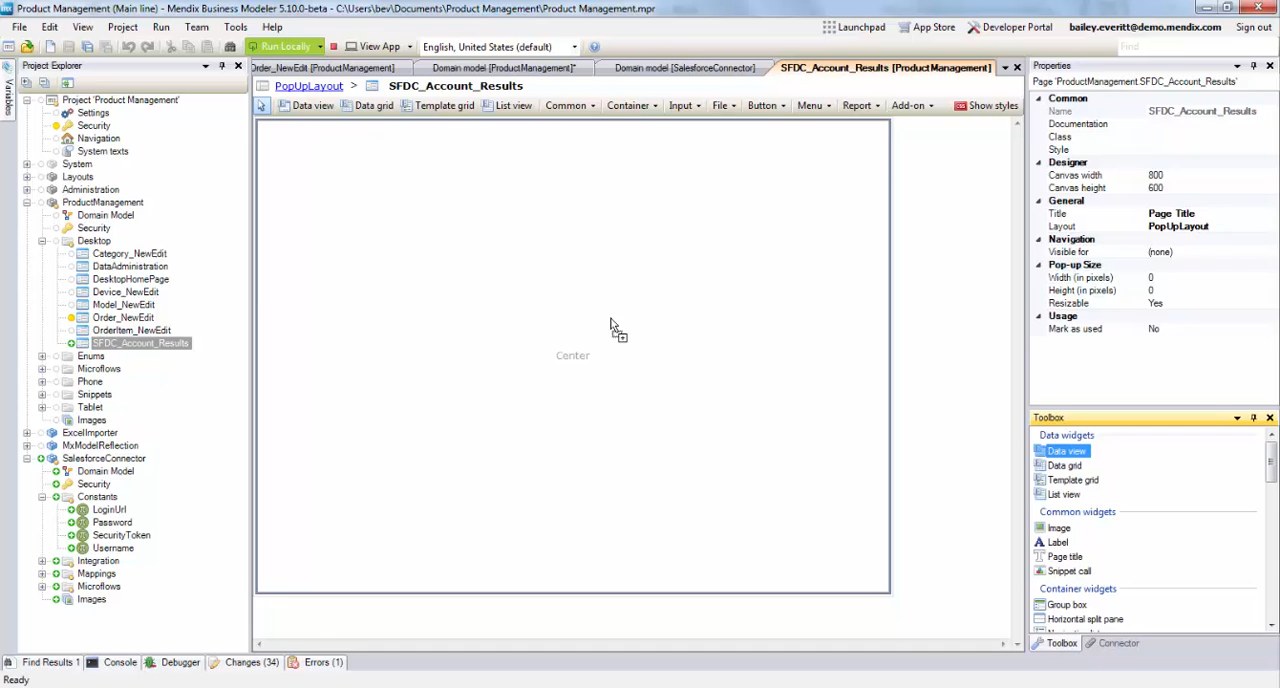 Product Management (Main line) - Mendix Business Modeler 5.10.0-beta - C:\Users\bev\Documents\Product Management\Product Management.mpr
File Edit View Project Run Team Tools Help
Launchpad App Store Developer Portal bailey.everitt@demo.mendix.com Sign out
Run Locally View App English, United States (default) Find
Project Explorer
Order_NewEdit [ProductManagement] Domain model [ProductManagement]* Domain model [SalesforceConnector] SFDC_Account_Results [ProductManagement]
Properties
Variables
PopUpLayout > SFDC_Account_Results
Page 'ProductManagement.SFDC_Account_Results'
Data view Data grid Template grid List view Common Container Input File Button Menu Report Add-on Show styles
Project 'Product Management'
Settings
Security
Navigation
System texts
System
Layouts
Administration
ProductManagement
Domain Model
Security
Desktop
Category_NewEdit
DataAdministration
DesktopHomePage
Device_NewEdit
Model_NewEdit
Order_NewEdit
OrderItem_NewEdit
SFDC_Account_Results
Enums
Microflows
Phone
Snippets
Tablet
Images
ExcelImporter
MxModelReflection
SalesforceConnector
Domain Model
Security
Constants
LoginUrl
Password
SecurityToken
Username
Integration
Mappings
Microflows
Images
Center
Common
Name SFDC_Account_Results
Documentation
Class
Style
Designer
Canvas width 800
Canvas height 600
General
Title Page Title
Layout PopUpLayout
Navigation
Visible for (none)
Pop-up Size
Width (in pixels) 0
Height (in pixels) 0
Resizable Yes
Usage
Mark as used No
Toolbox
Data widgets
Data view
Data grid
Template grid
List view
Common widgets
Image
Label
Page title
Snippet call
Container widgets
Group box
Horizontal split pane
Toolbox Connector
Find Results 1 Console Debugger Changes (34) Errors (1)
Ready